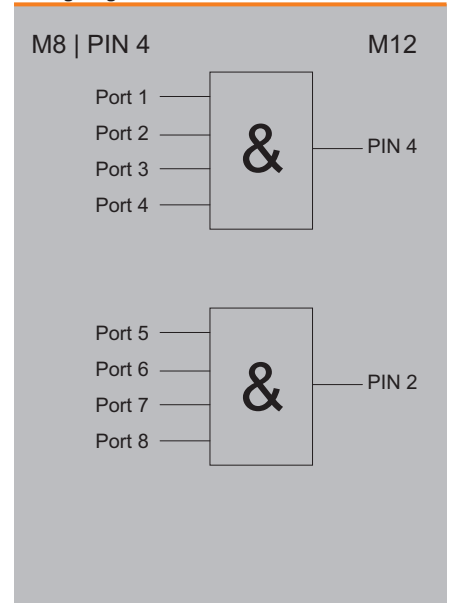 M8 | PIN 4 M12
Port 1
Port 2
Port 3
Port 4
&
PIN 4
Port 5
Port 6
Port 7
Port 8
&
PIN 2